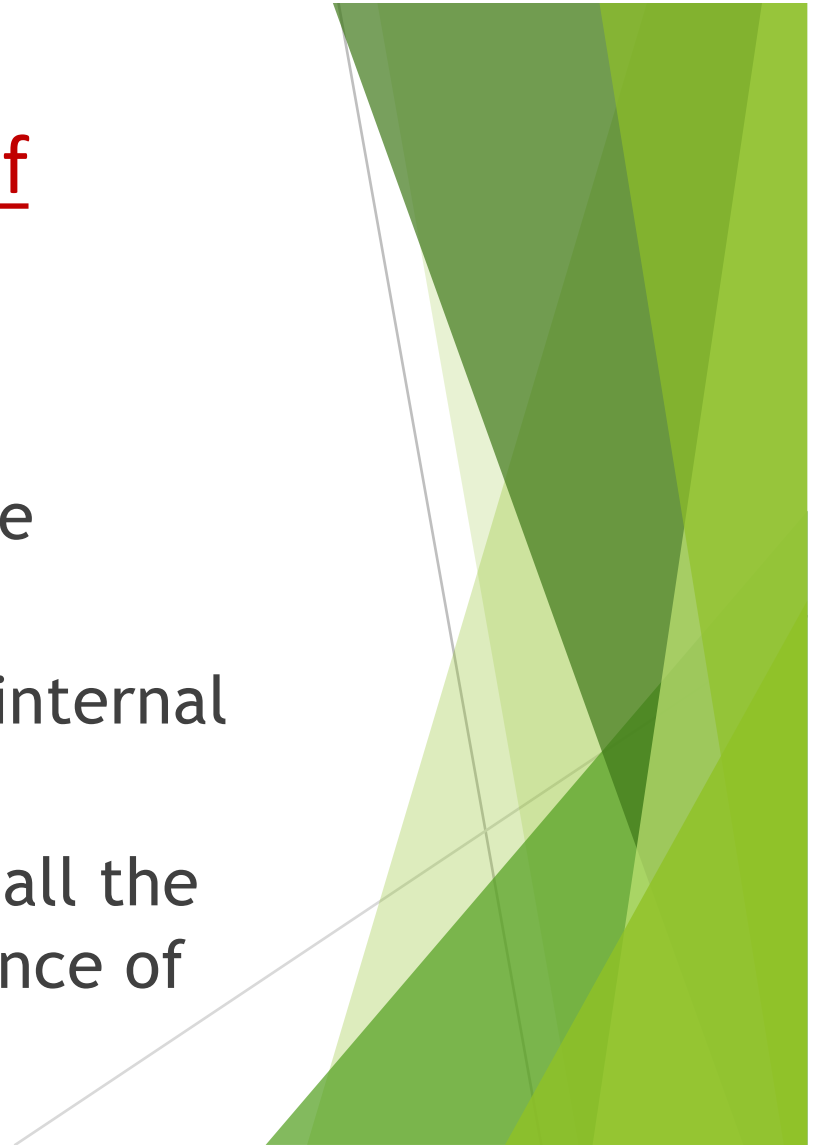 f
e
internal
all the
nce of